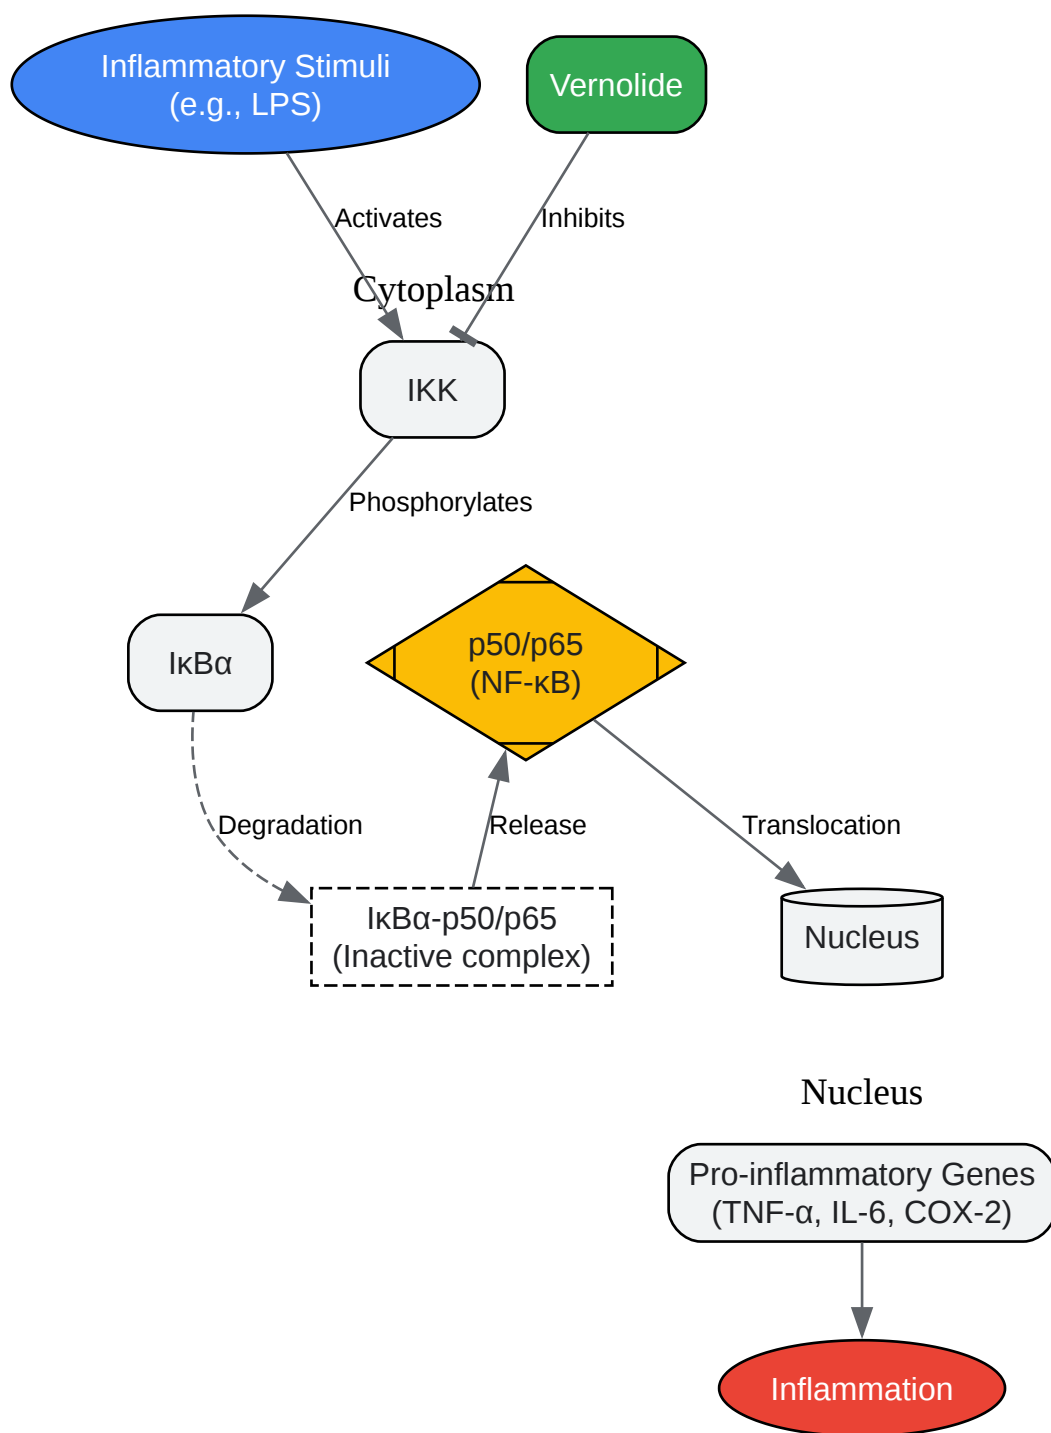 Inflammatory Stimuli
(e.g., LPS)
Vernolide
Activates
Inhibits
Cytoplasm
IKK
Phosphorylates
IκBα
p50/p65
(NF-κB)
Degradation
Release
Translocation
IκBα-p50/p65
(Inactive complex)
Nucleus
Nucleus
Pro-inflammatory Genes
(TNF-α, IL-6, COX-2)
Inflammation